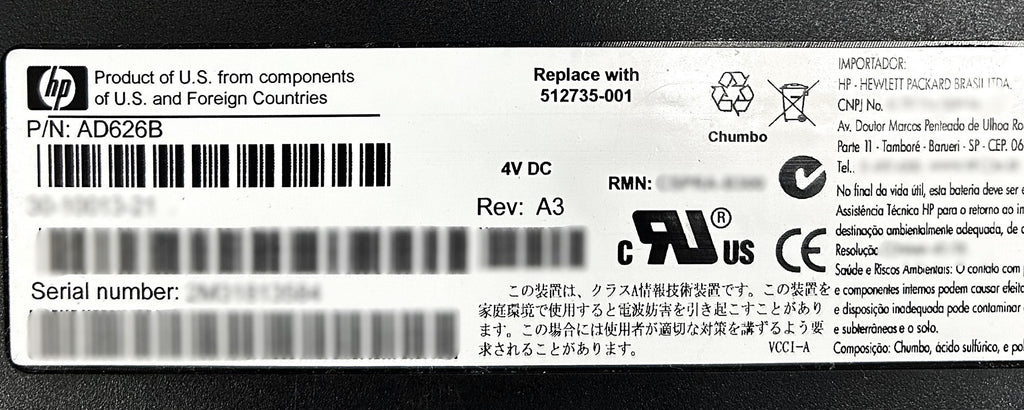 hp
Product of U.S. from components
of U.S. and Foreign Countries
P/N: AD626B
Replace with
512735-001
4V DC
Rev: A3
Serial number:
Chumbo
RMN:
c RU ® US
CE
この装置は、クラスA情報技術装置です。この装置を
家庭環境で使用すると電波妨害を引き起こすことがあり
ます。この場合には使用者が適切な対策を講ずるよう要
求されることがあります。 VCCI-A
IMPORTADOR:
HP - HEWLETT PACKARD BRASIL LTDA.
CNPJ No.
Av. Doutor Marcos Penteado de Ulhoa Ro
Parte 11 - Tamboré - Barueri - SP - CEP. 06
Tel.
No final da vida útil, esta bateria deve ser
Assistência Técnica HP para o retorno ao
destinação ambientalmente adequada, de
Resolução
Saúde e Riscos Ambientais: O contato com
e componentes internos podem causar
e disposição inadequada pode contaminar
e subterrâneas e o solo.
Composição: Chumbo, ácido sulfúrico, e